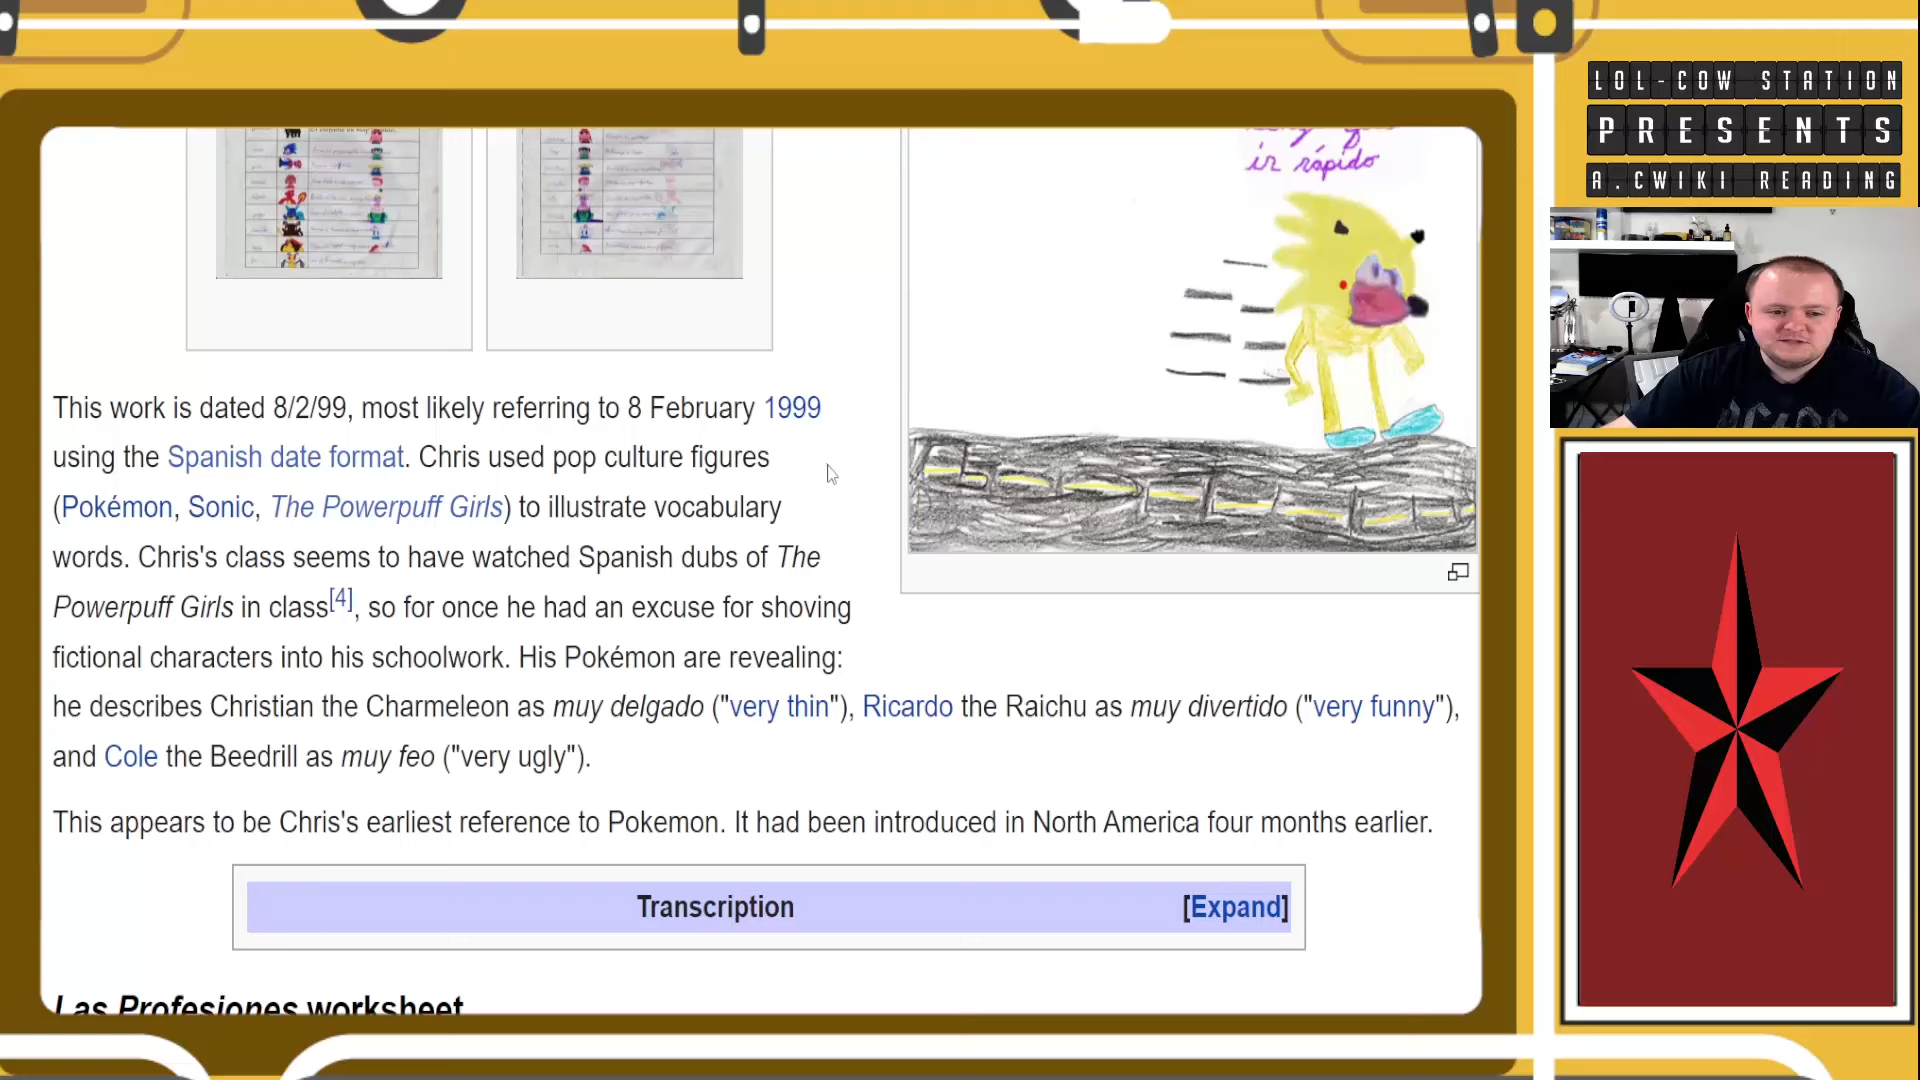 LOL-COW STATION
PRESENTS
A.CWIKI READING
ir rápido
This work is dated 8/2/99, most likely referring to 8 February 1999
using the Spanish date format. Chris used pop culture figures
(Pokémon, Sonic, The Powerpuff Girls) to illustrate vocabulary
words. Chris's class seems to have watched Spanish dubs of The
Powerpuff Girls in class[4], so for once he had an excuse for shoving
fictional characters into his schoolwork. His Pokémon are revealing:
he describes Christian the Charmeleon as muy delgado ("very thin"), Ricardo the Raichu as muy divertido ("very funny"),
and Cole the Beedrill as muy feo ("very ugly").
This appears to be Chris's earliest reference to Pokemon. It had been introduced in North America four months earlier.
Transcription [Expand]
Las Profesiones worksheet